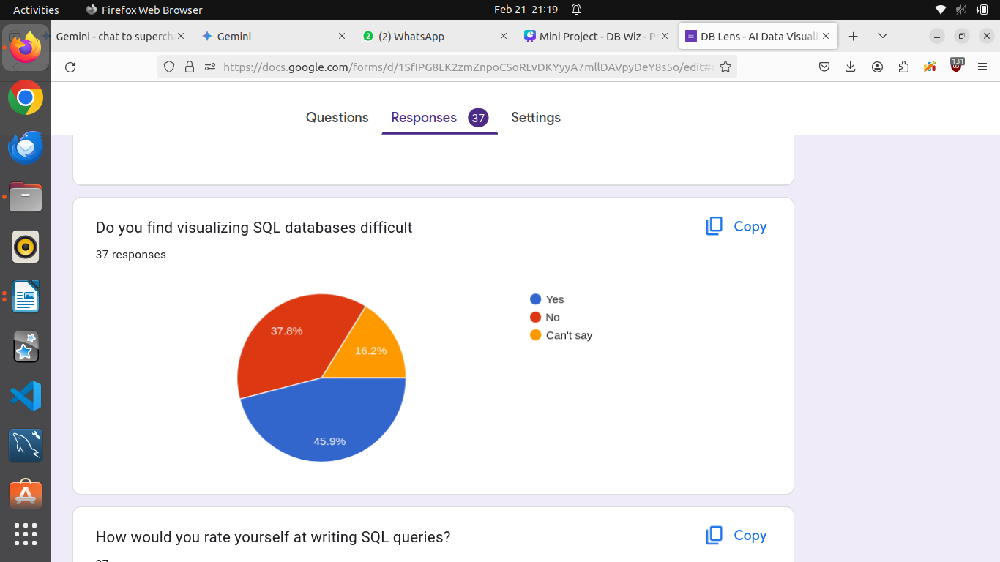 Activities
Firefox Web Browser
Feb 21 21:19
Gemini - chat to superch
Gemini
2
(2) WhatsApp
Mini Project - DB Wiz - Pr
DB Lens - AI Data Visuali
https://docs.google.com/forms/d/1SfIPG8LK2zmZnpoCSoRLvDKYyyA7mllDAVpyDeY8s5o/edit#
131
Questions
Responses 37
Settings
Do you find visualizing SQL databases difficult
Copy
37 responses
Yes
No
Can't say
37.8%
16.2%
45.9%
How would you rate yourself at writing SQL queries?
Copy